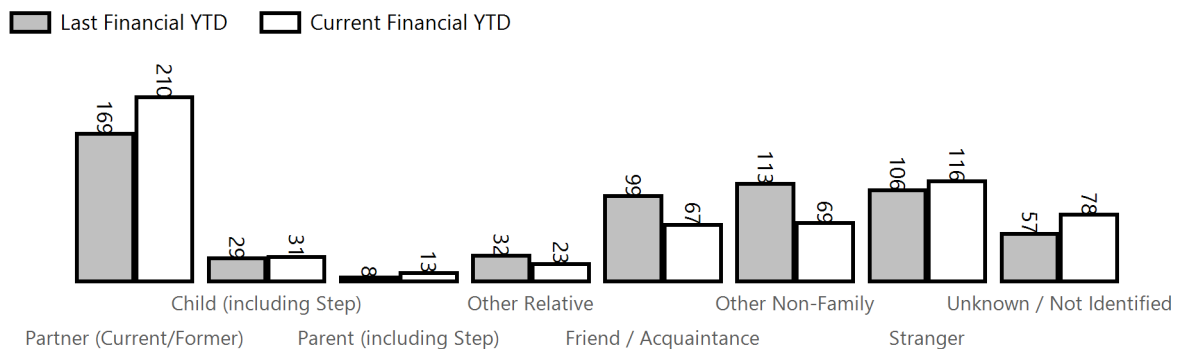 Last Financial YTD Current Financial YTD
169 210 29 31 8 13 32 23 99 67 113 69 106 116 57 78
Child (including Step) Other Relative Other Non-Family Unknown / Not Identified
Partner (Current/Former) Parent (including Step) Friend / Acquaintance Stranger